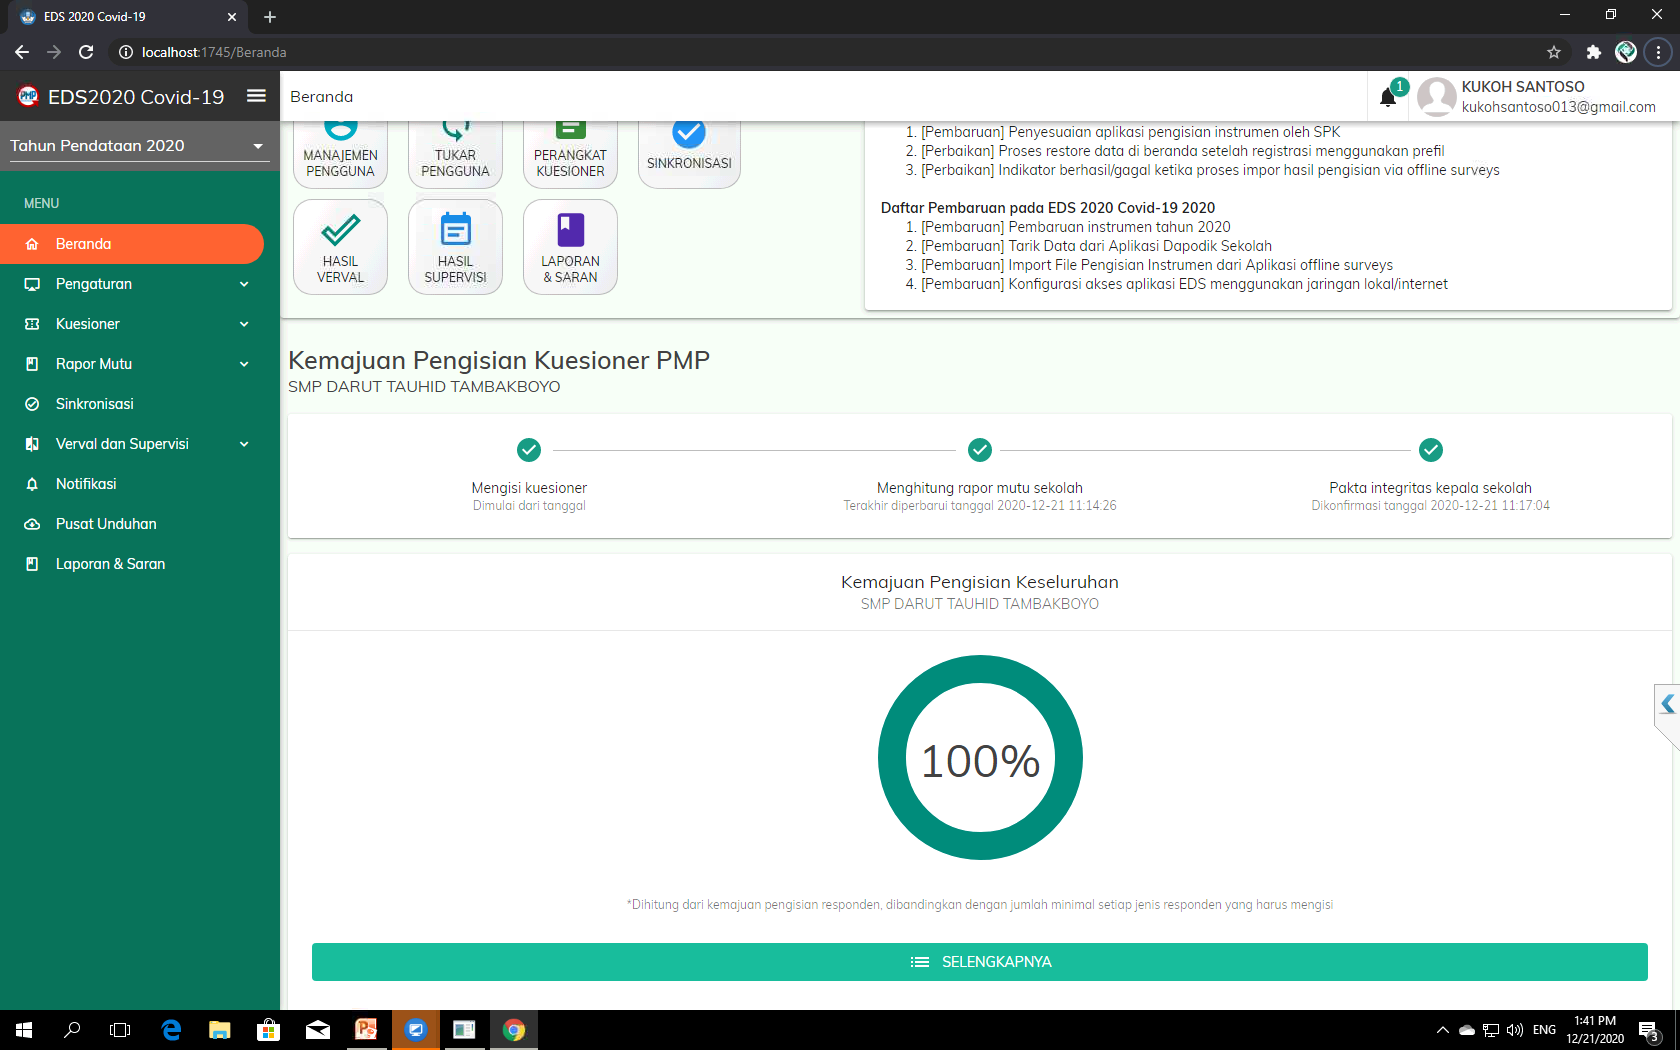 EDS 2020 Covid-19
localhost:1745/Beranda
PMP EDS2020 Covid-19
Beranda
1
KUKOH SANTOSO
kukohsantoso013@gmail.com
Tahun Pendataan 2020
MENU
Beranda
Pengaturan
Kuesioner
Rapor Mutu
Sinkronisasi
Verval dan Supervisi
Notifikasi
Pusat Unduhan
Laporan & Saran
MANAJEMEN
PENGGUNA
TUKAR
PENGGUNA
PERANGKAT
KUESIONER
SINKRONISASI
HASIL
VERVAL
HASIL
SUPERVISI
LAPORAN
& SARAN
1. [Pembaruan] Penyesuaian aplikasi pengisian instrumen oleh SPK
2. [Perbaikan] Proses restore data di beranda setelah registrasi menggunakan prefil
3. [Perbaikan] Indikator berhasil/gagal ketika proses impor hasil pengisian via offline surveys
Daftar Pembaruan pada EDS 2020 Covid-19 2020
1. [Pembaruan] Pembaruan instrumen tahun 2020
2. [Pembaruan] Tarik Data dari Aplikasi Dapodik Sekolah
3. [Pembaruan] Import File Pengisian Instrumen dari Aplikasi offline surveys
4. [Pembaruan] Konfigurasi akses aplikasi EDS menggunakan jaringan lokal/internet
Kemajuan Pengisian Kuesioner PMP
SMP DARUT TAUHID TAMBAKBOYO
Mengisi kuesioner
Dimulai dari tanggal
Menghitung rapor mutu sekolah
Terakhir diperbarui tanggal 2020-12-21 11:14:26
Pakta integritas kepala sekolah
Dikonfirmasi tanggal 2020-12-21 11:17:04
Kemajuan Pengisian Keseluruhan
SMP DARUT TAUHID TAMBAKBOYO
100%
*Dihitung dari kemajuan pengisian responden, dibandingkan dengan jumlah minimal setiap jenis responden yang harus mengisi
SELENGKAPNYA
ENG
1:41 PM
12/21/2020
3